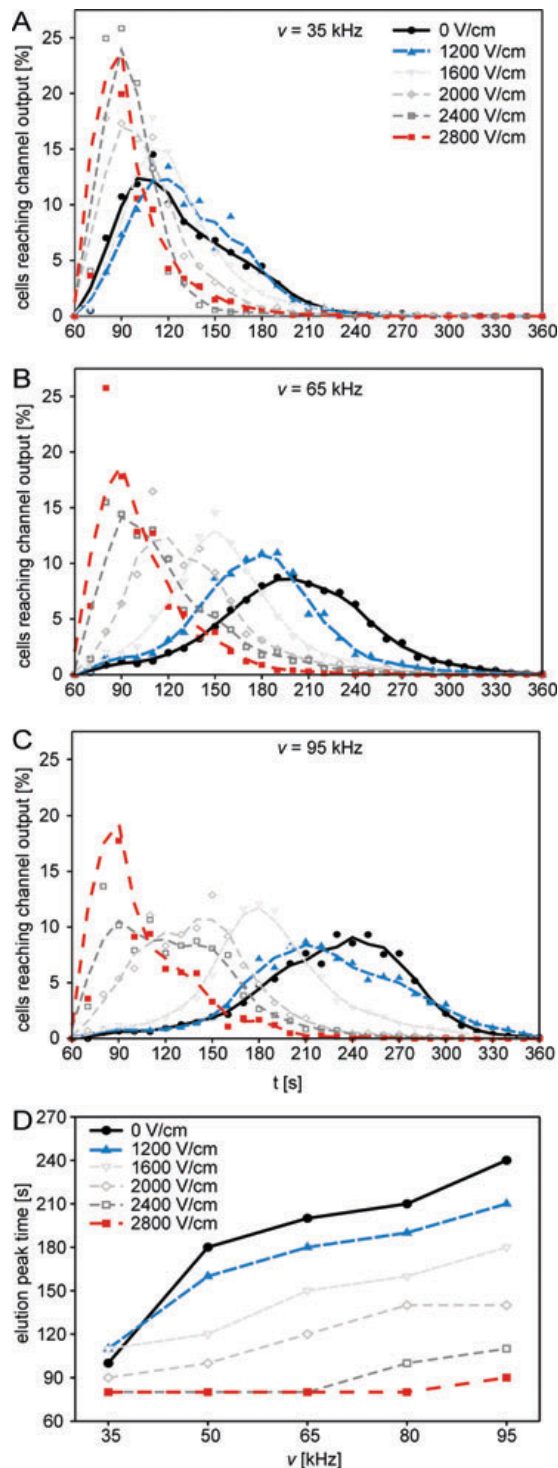 A
v = 35 kHz
0 V/cm
1200 V/cm
1600 V/cm
2000 V/cm
2400 V/cm
2800 V/cm
cells reaching channel output [%]
25
20
15
10
5
0
60 90 120 150 180 210 240 270 300 330 360
B
v = 65 kHz
cells reaching channel output [%]
25
20
15
10
5
0
60 90 120 150 180 210 240 270 300 330 360
C
v = 95 kHz
cells reaching channel output [%]
25
20
15
10
5
0
60 90 120 150 180 210 240 270 300 330 360
t [s]
D
0 V/cm
1200 V/cm
1600 V/cm
2000 V/cm
2400 V/cm
2800 V/cm
elution peak time [s]
270
240
210
180
150
120
90
60
35 50 65 80 95
v [kHz]